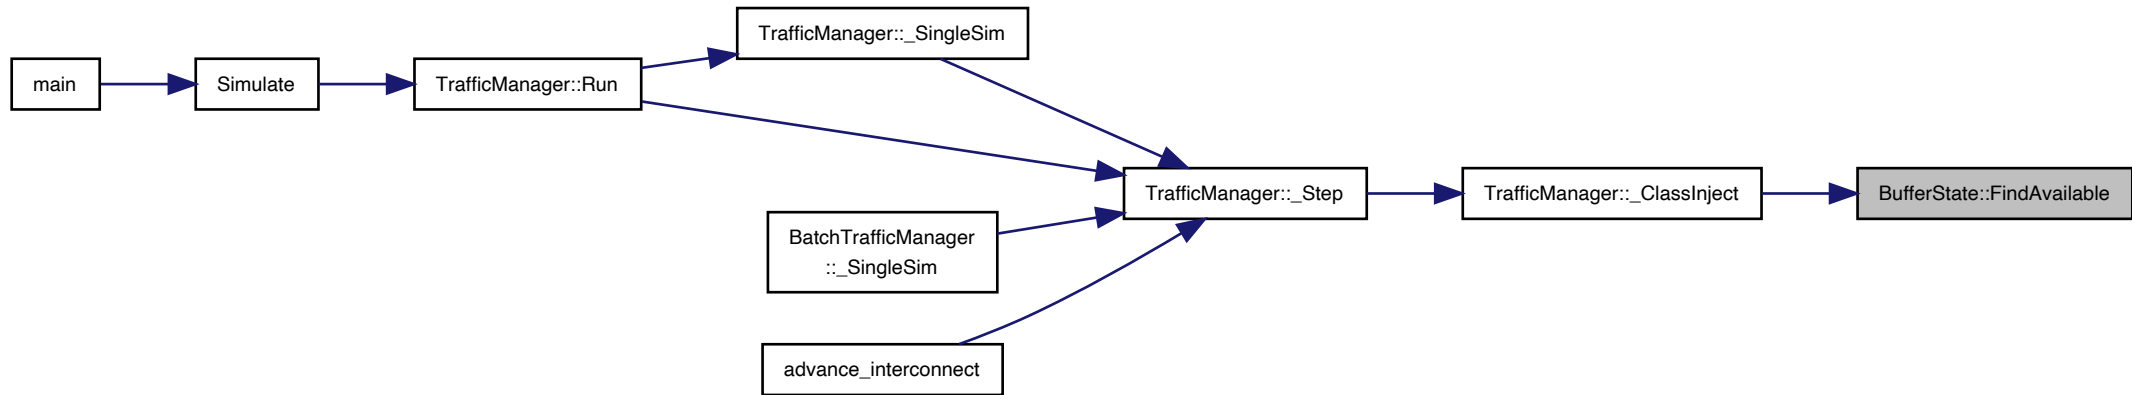 main
Simulate
TrafficManager::Run
TrafficManager::_SingleSim
BatchTrafficManager
::_SingleSim
advance_interconnect
TrafficManager::_Step
TrafficManager::_ClassInject
BufferState::FindAvailable